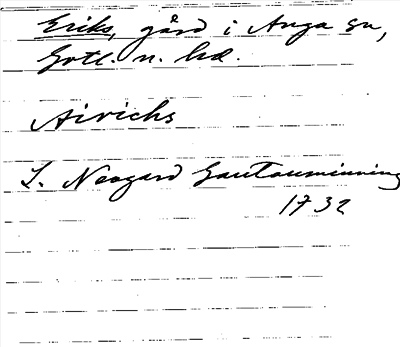 Eriks, gård i Anga sn,
Gotl. n. hd.
Airichs
L. Neogard Gautauminning
1732